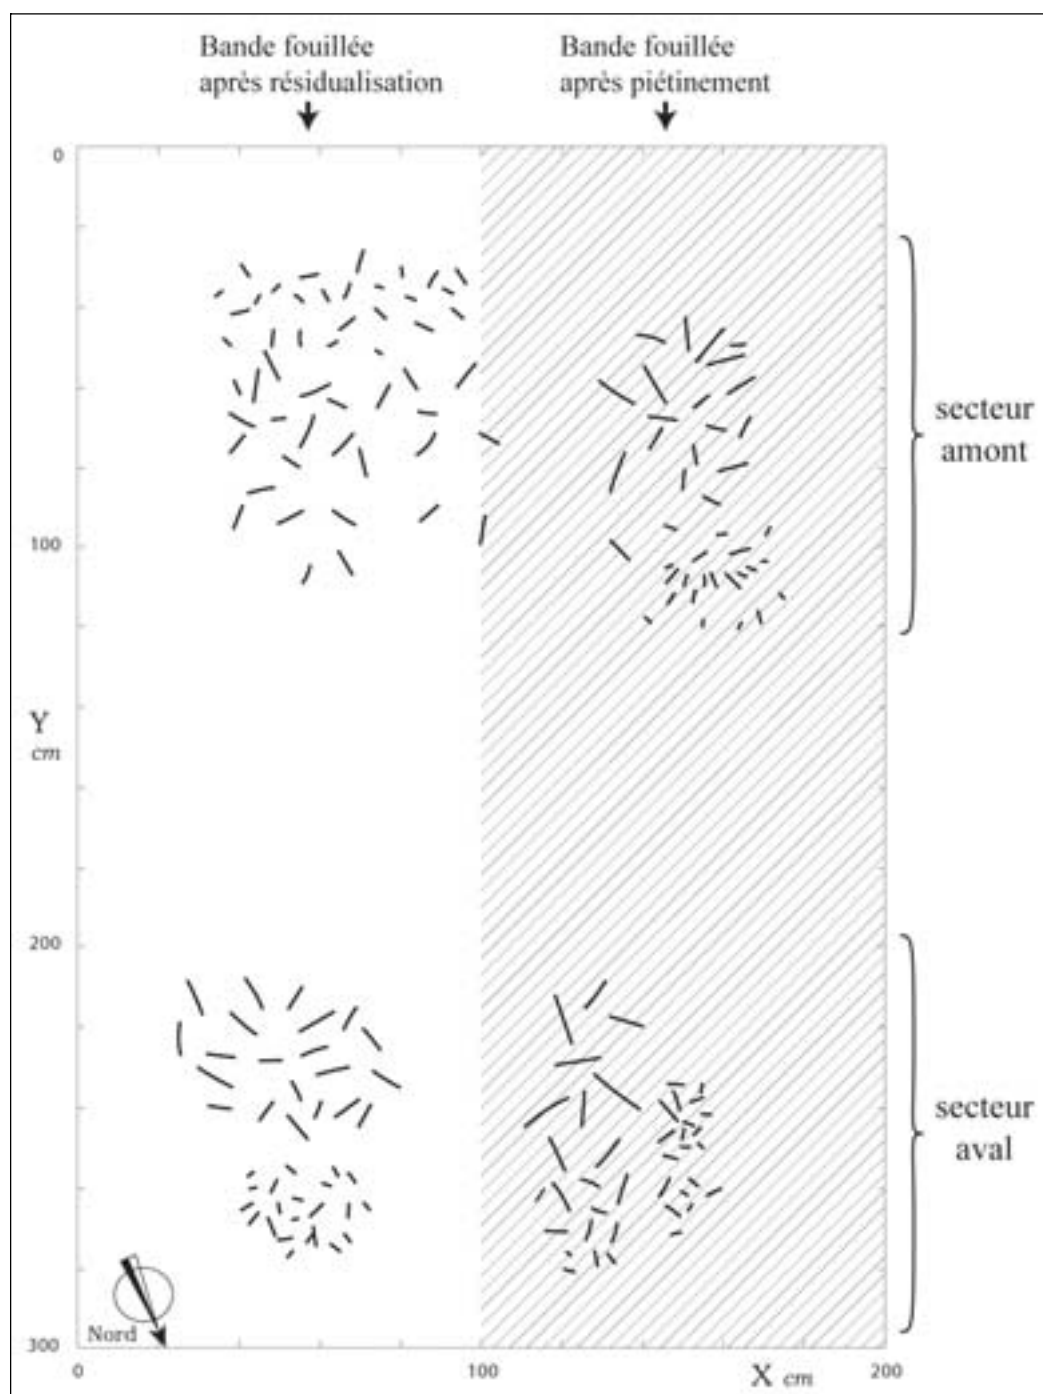 Bande fouillée
après résidualisation
Bande fouillée
après piétinement
0
secteur
amont
100
Y
cm
200
secteur
aval
Nord
300
0
100
X cm
200